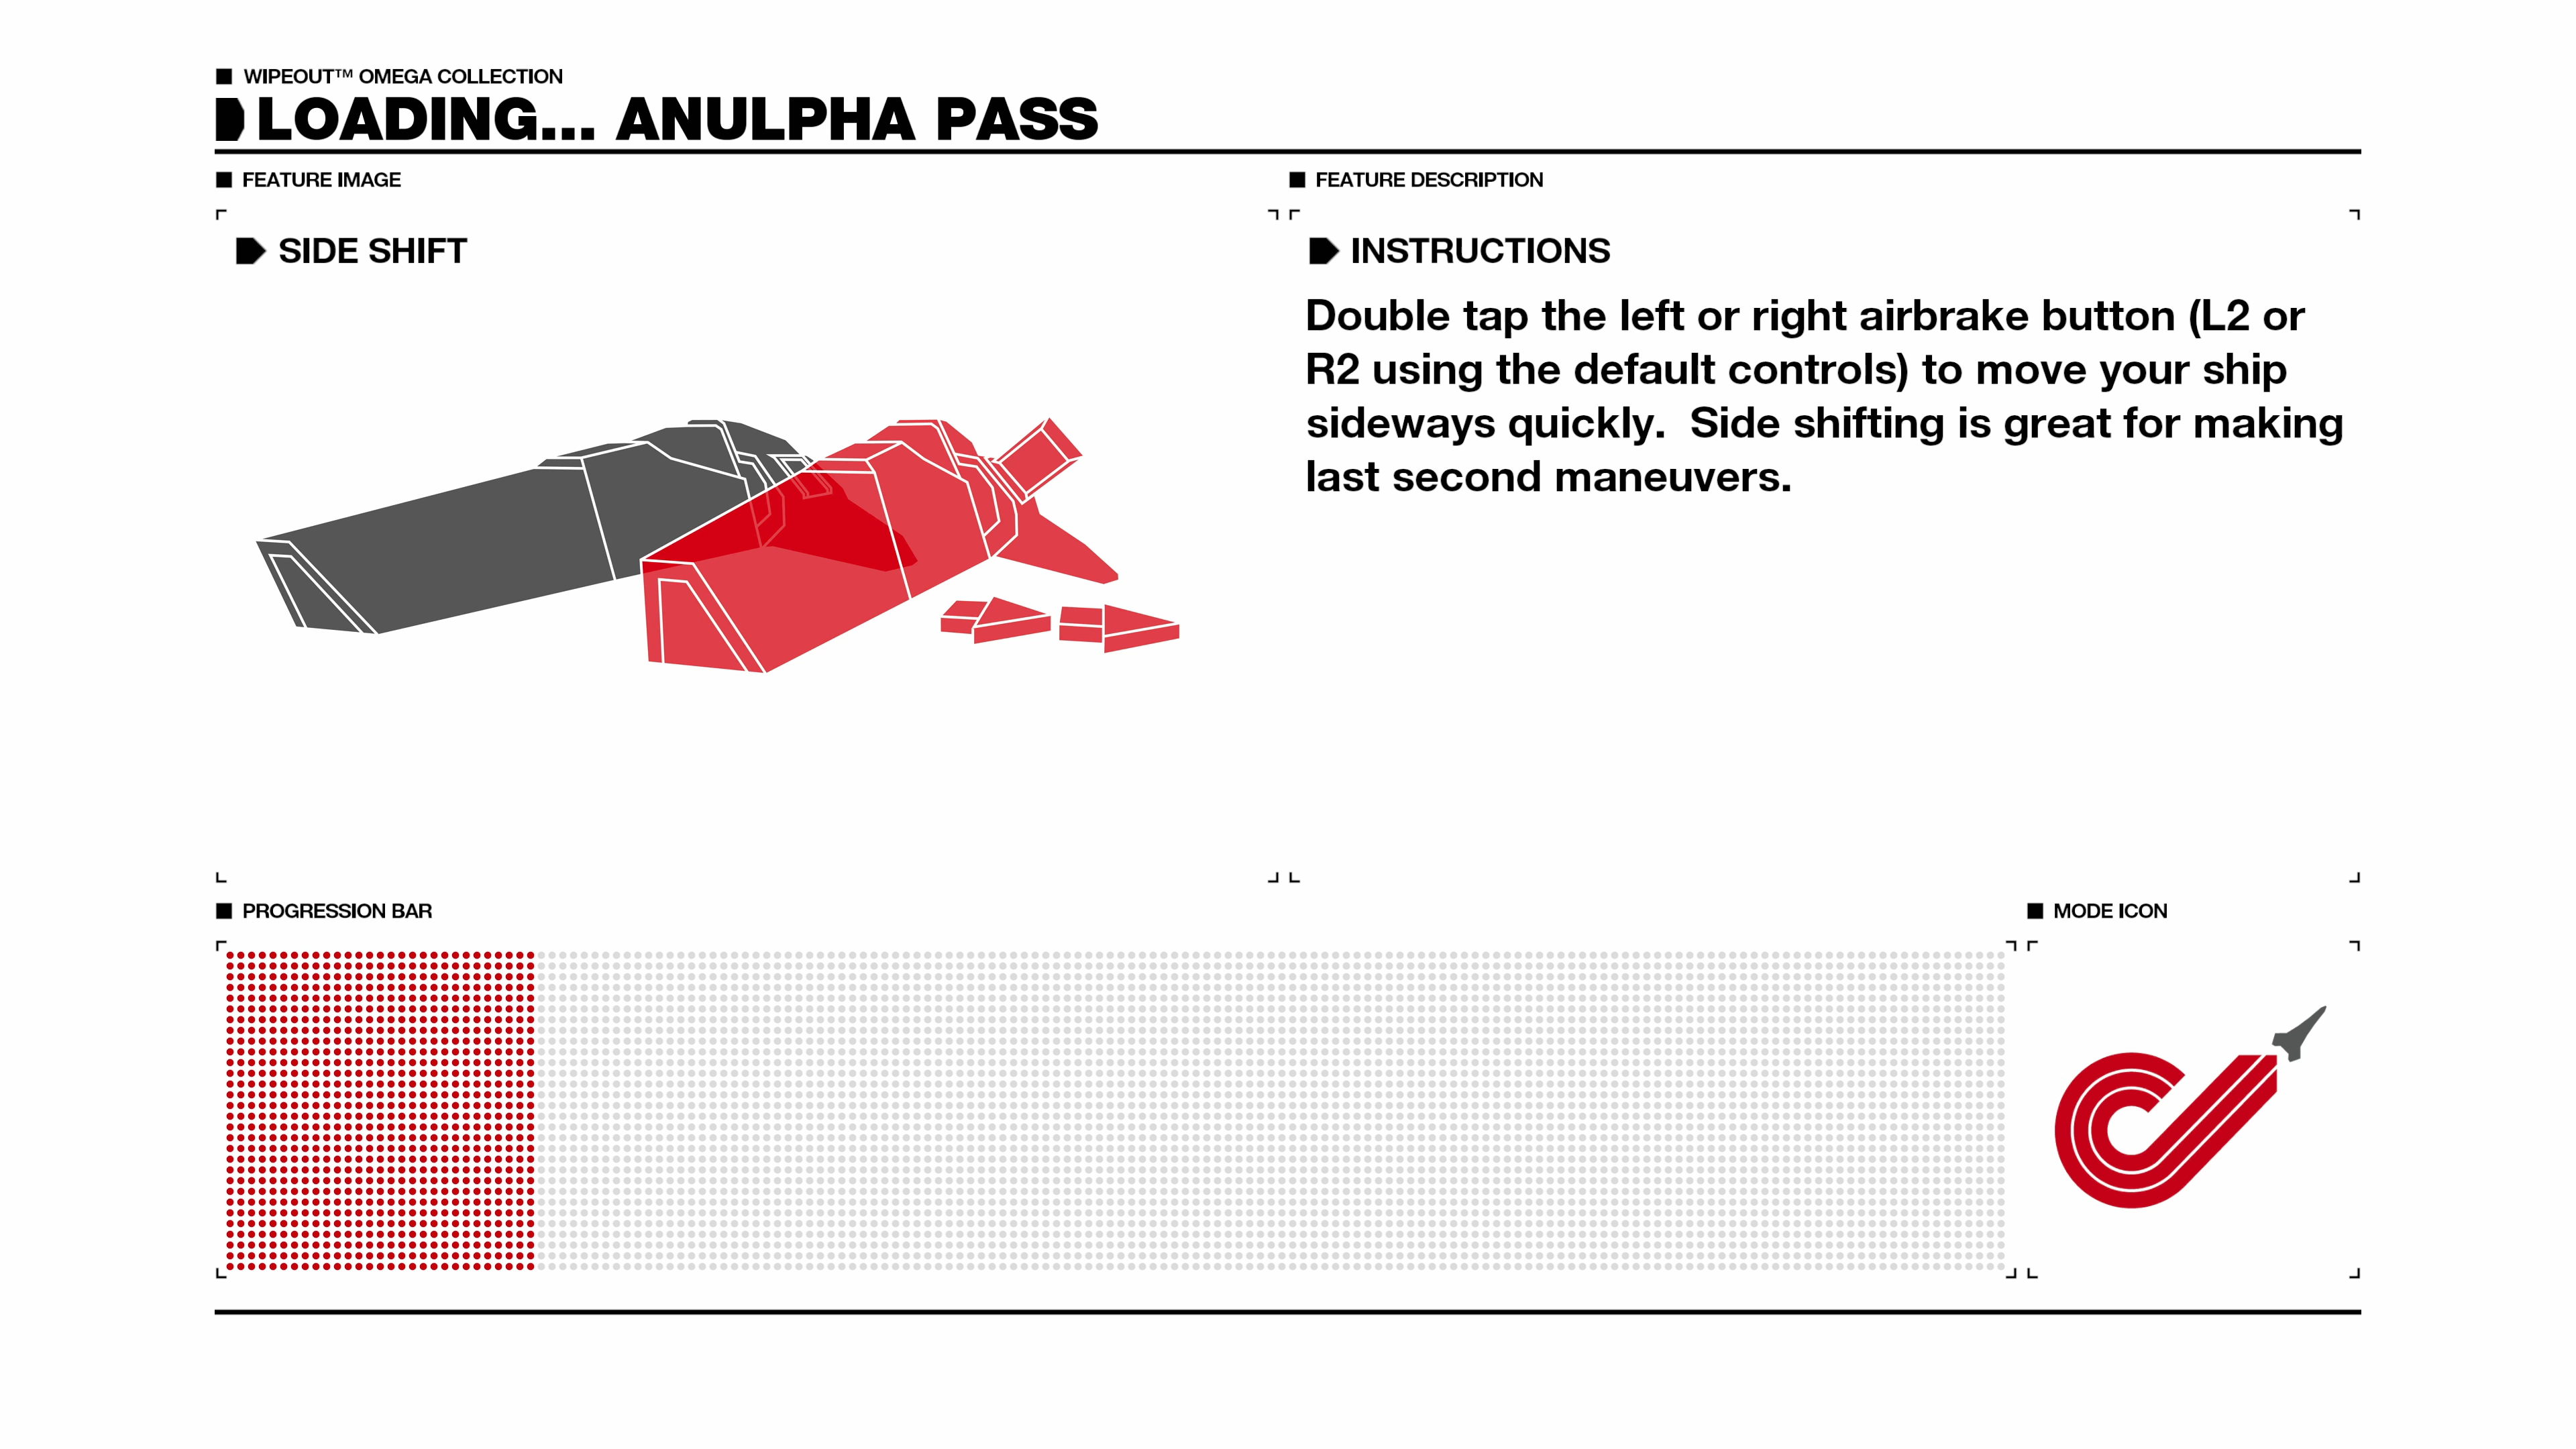 WIPEOUT™ OMEGA COLLECTION
LOADING... ANULPHA PASS
FEATURE IMAGE
SIDE SHIFT
FEATURE DESCRIPTION
INSTRUCTIONS
Double tap the left or right airbrake button (L2 or
R2 using the default controls) to move your ship
sideways quickly.  Side shifting is great for making
last second maneuvers.
PROGRESSION BAR
MODE ICON